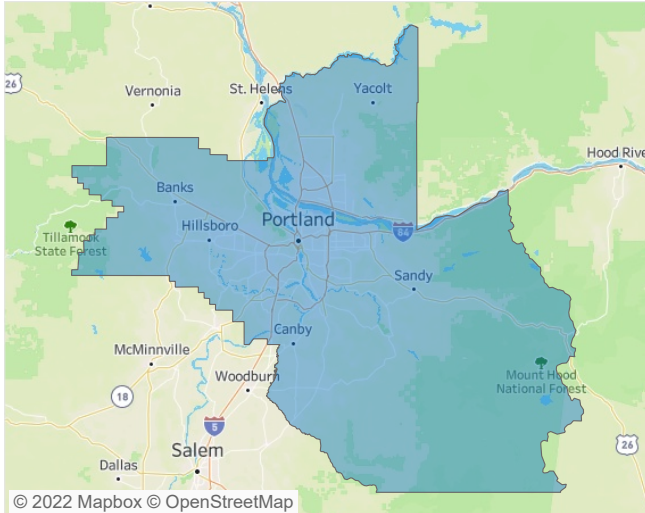 26
Vernonia
St. Helens
Yacolt
Hood Rive
Banks
Portland
Hillsboro
84
Tillamook
State Forest
Sandy
Canby
McMinnville
Mount Hood
National Forest
Woodburn
18
5
26
Salem
Dallas
© 2022 Mapbox © OpenStreetMap